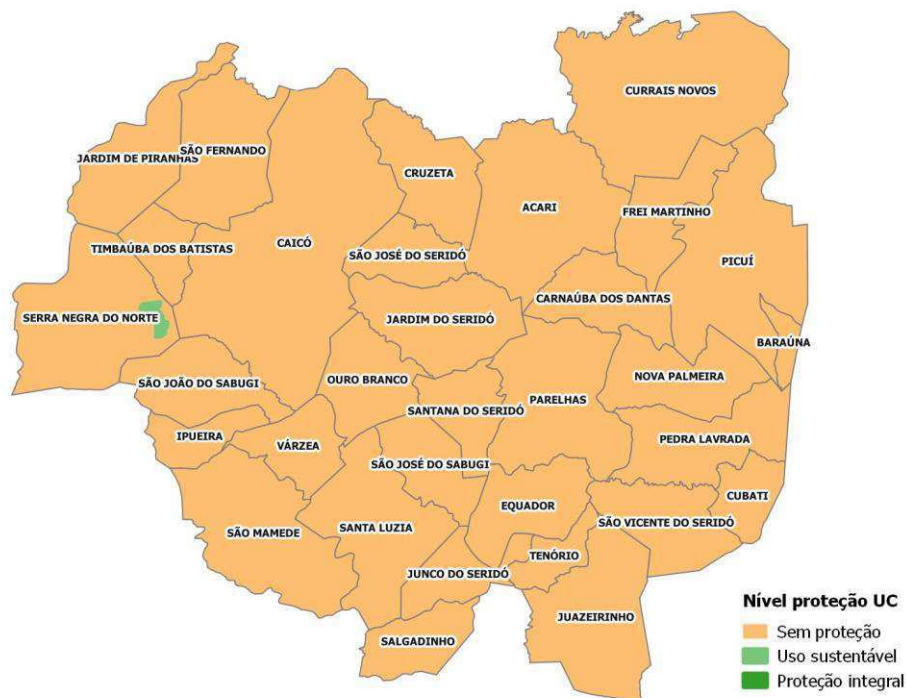 CURRAIS NOVOS
JARDIM DE PIRANHAS
SÃO FERNANDO
CRUZETA
ACARI
FREI MARTINHO
TIMBAÚBA DOS BATISTAS
CAICÓ
SÃO JOSÉ DO SERIDÓ
PICUÍ
CARNAÚBA DOS DANTAS
SERRA NEGRA DO NORTE
JARDIM DO SERIDÓ
BARAÚNA
SÃO JOÃO DO SABUGI
OURO BRANCO
NOVA PALMEIRA
SANTANA DO SERIDÓ
PARELHAS
IPUEIRA
VÁRZEA
PEDRA LAVRADA
SÃO JOSÉ DO SABUGI
CUBATI
EQUADOR
SÃO VICENTE DO SERIDÓ
SÃO MAMEDE
SANTA LUZIA
TENÓRIO
JUNCO DO SERIDÓ
JUAZEIRINHO
SALGADINHO
Nível proteção UC
Sem proteção
Uso sustentável
Proteção integral